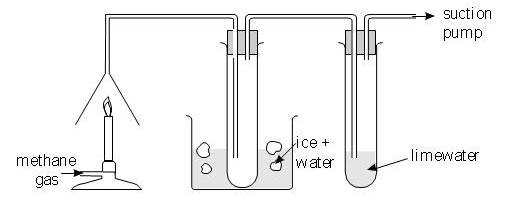 suction
pump
ice +
water
limewater
methane
gas